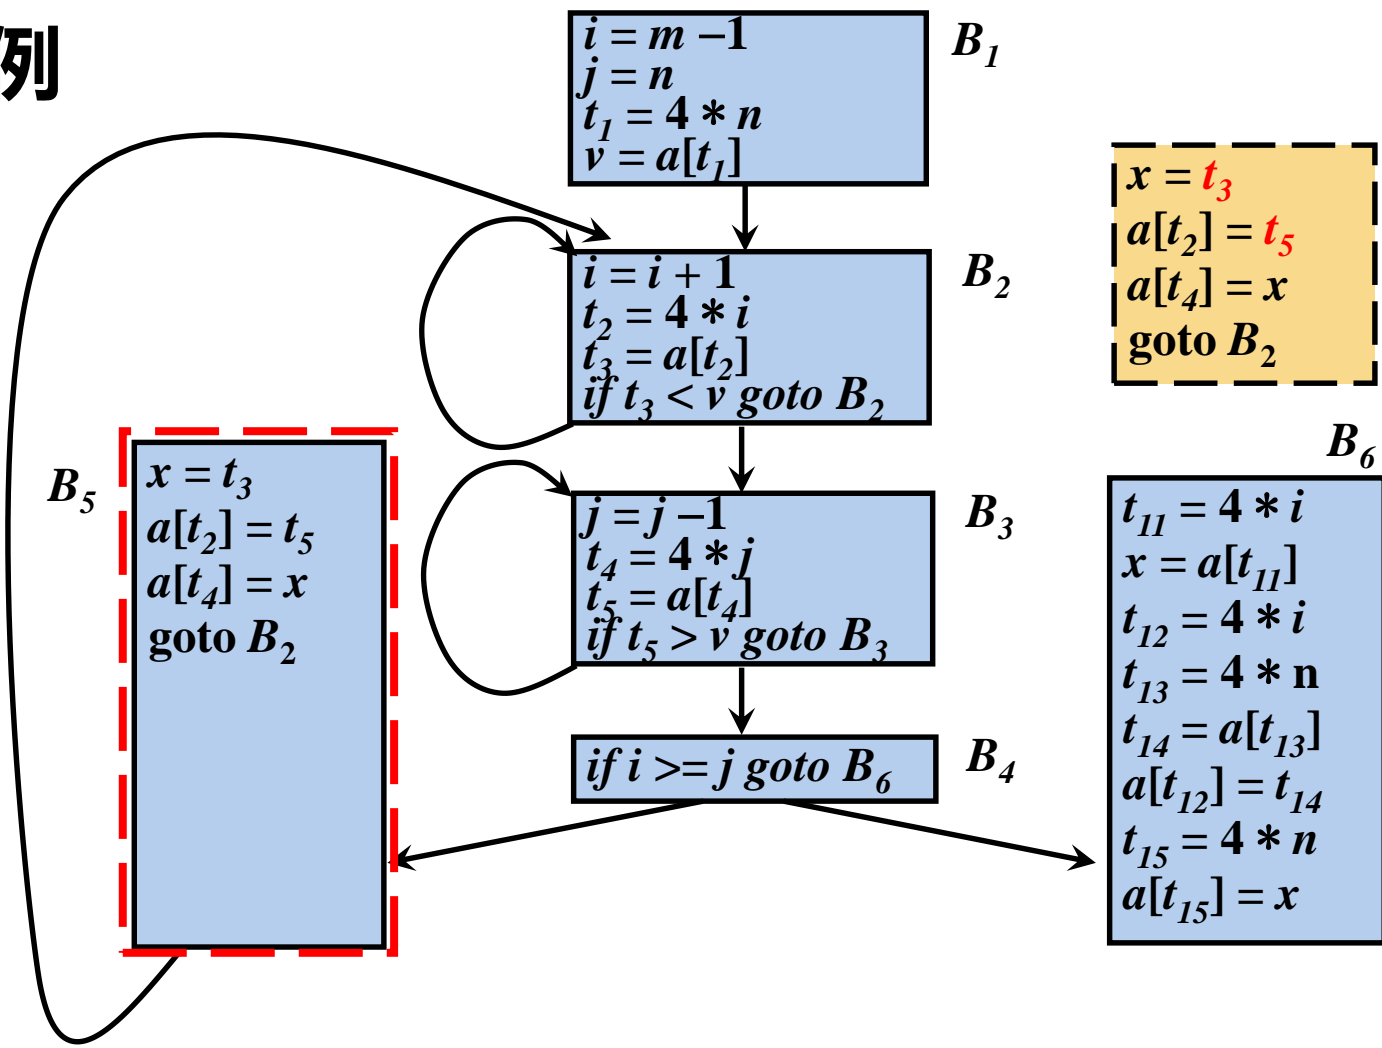 例
i = m −1
j = n
t1 = 4 * n
v = a[t1]
B1
i = i + 1
t2 = 4 * i
t3 = a[t2]
if t3 < v goto B2
B2
x = t3
a[t2] = t5
a[t4] = x
goto B2
B5
x = t3
a[t2] = t5
a[t4] = x
goto B2
j = j −1
t4 = 4 * j
t5 = a[t4]
if t5 > v goto B3
B3
if i >= j goto B6
B4
B6
t11 = 4 * i
x = a[t11]
t12 = 4 * i
t13 = 4 * n
t14 = a[t13]
a[t12] = t14
t15 = 4 * n
a[t15] = x